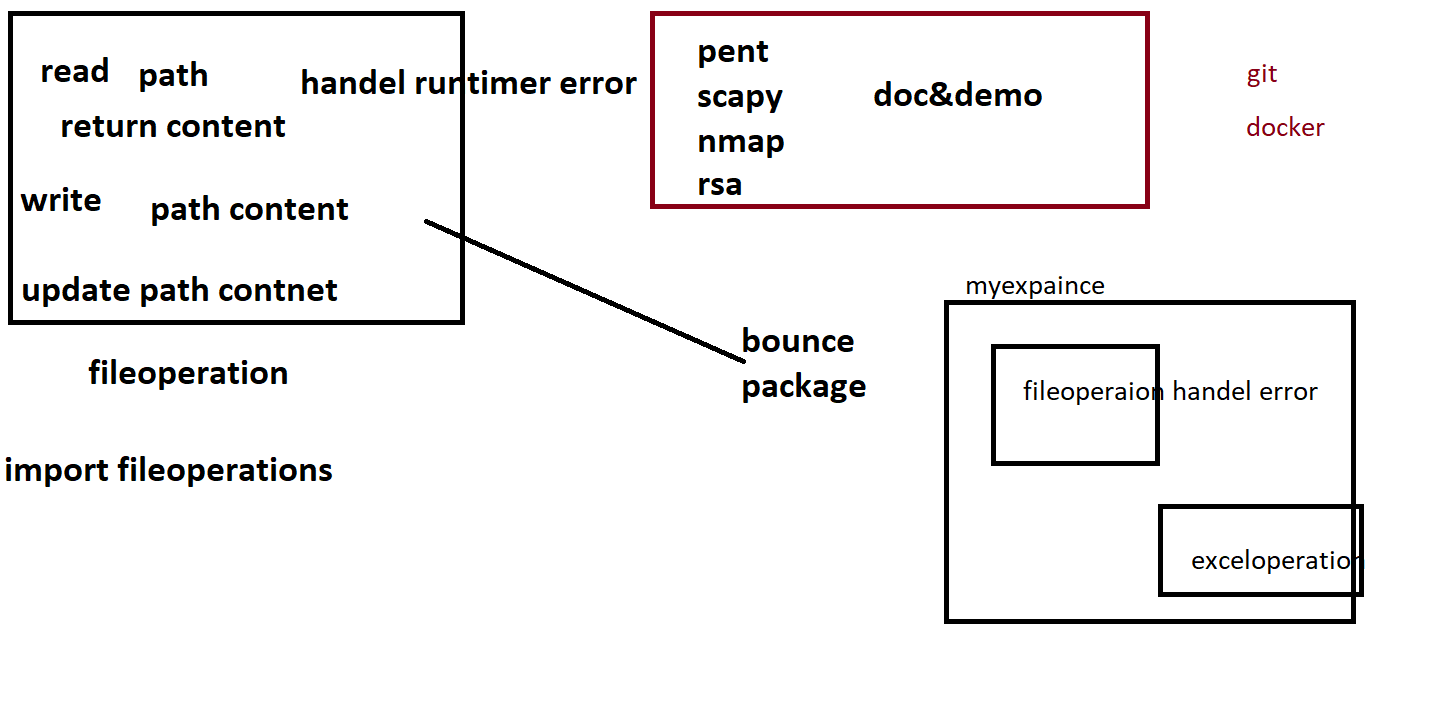 read path handel runtimer error
return content
write path content
update path contnet
fileoperation
import fileoperations
pent
scapy
nmap
rsa
doc&demo
git
docker
bounce
package
myexpaince
fileoperaion handel error
exceloperation